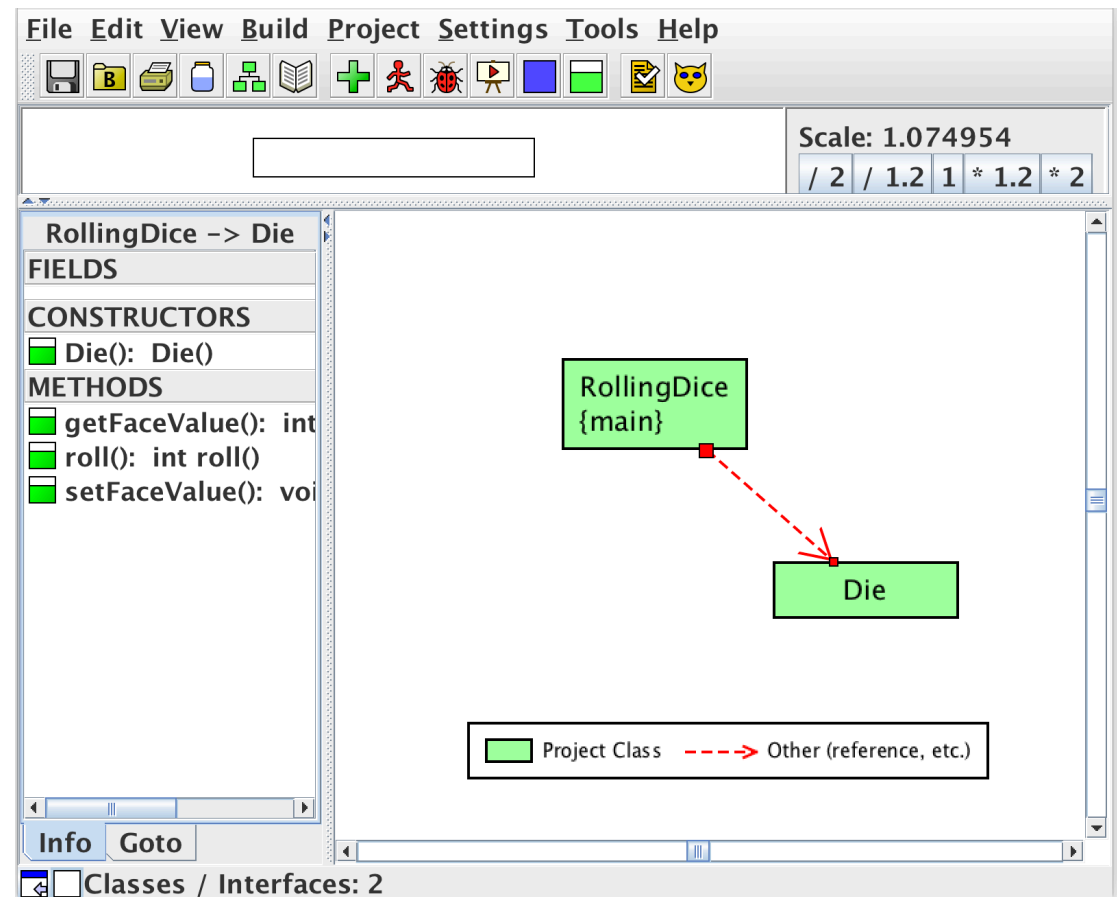 File Edit View Build Project Settings Tools Help
B
Scale: 1.074954
/ 2 / 1.2 1 * 1.2 * 2
RollingDice -> Die
FIELDS
CONSTRUCTORS
Die(): Die()
METHODS
getFaceValue(): int
roll(): int roll()
setFaceValue(): voi
RollingDice
{main}
Die
Project Class
Other (reference, etc.)
Info Goto
Classes / Interfaces: 2